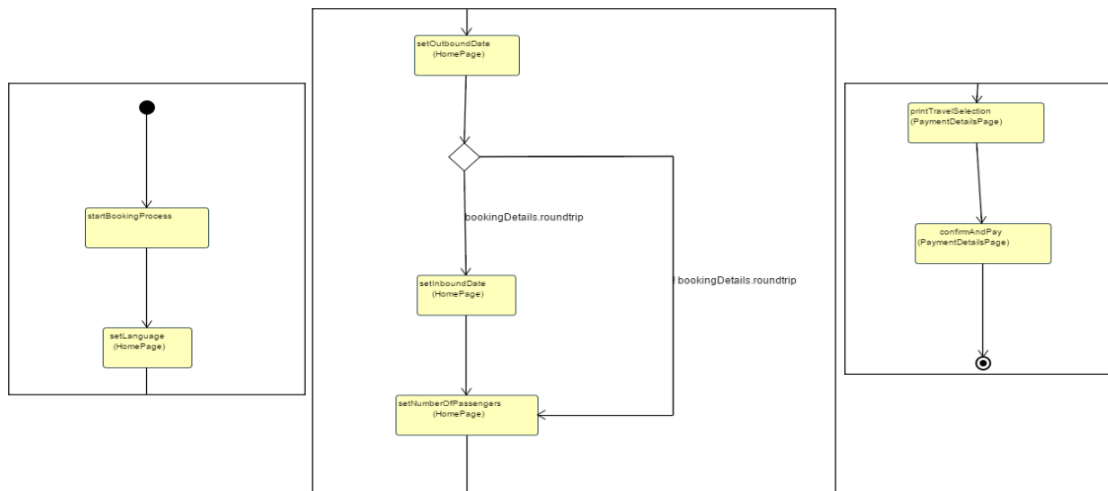 startBookingProcess
setLanguage
(HomePage)
setOutboundDate
(HomePage)
bookingDetails.roundtrip
! bookingDetails.roundtrip
setInboundDate
(HomePage)
setNumberOfPassengers
(HomePage)
printTravelSelection
(PaymentDetailsPage)
confirmAndPay
(PaymentDetailsPage)